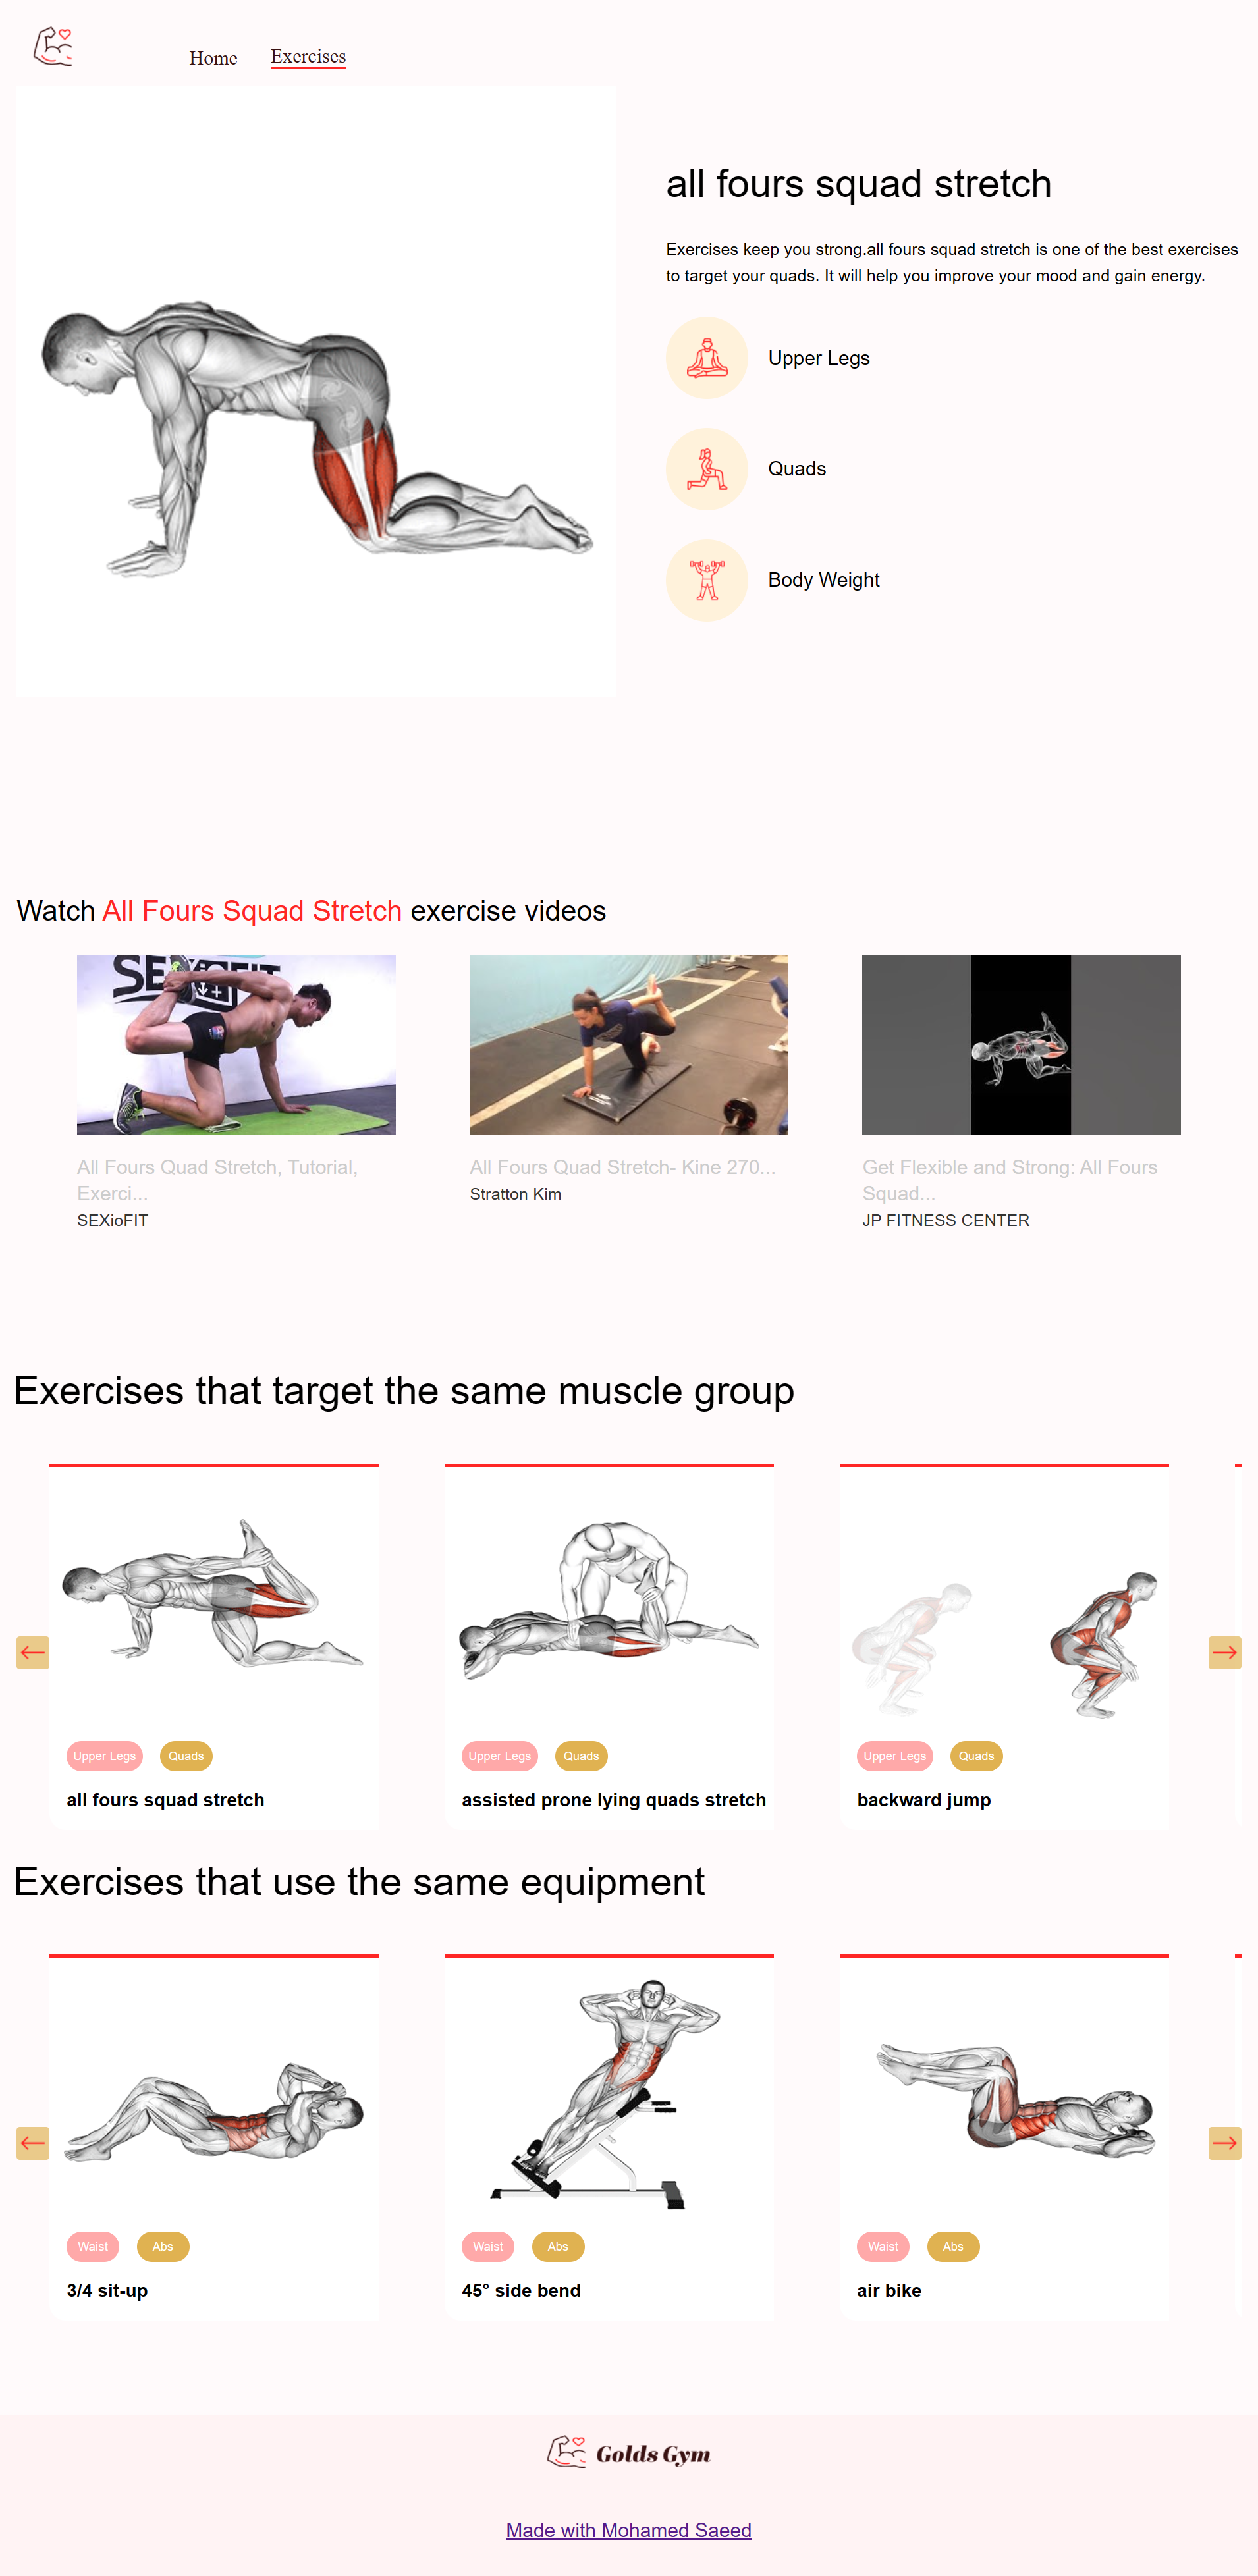 Home
Exercises
all fours squad stretch
Exercises keep you strong.all fours squad stretch is one of the best exercises
to target your quads. It will help you improve your mood and gain energy.
Upper Legs
Quads
Body Weight
Watch All Fours Squad Stretch exercise videos
All Fours Quad Stretch, Tutorial,
Exerci...
SEXioFIT
All Fours Quad Stretch- Kine 270...
Stratton Kim
Get Flexible and Strong: All Fours
Squad...
JP FITNESS CENTER
Exercises that target the same muscle group
Upper Legs
Quads
all fours squad stretch
Upper Legs
Quads
assisted prone lying quads stretch
Upper Legs
Quads
backward jump
Exercises that use the same equipment
Waist
Abs
3/4 sit-up
Waist
Abs
45° side bend
Waist
Abs
air bike
Golds Gym
Made with Mohamed Saeed